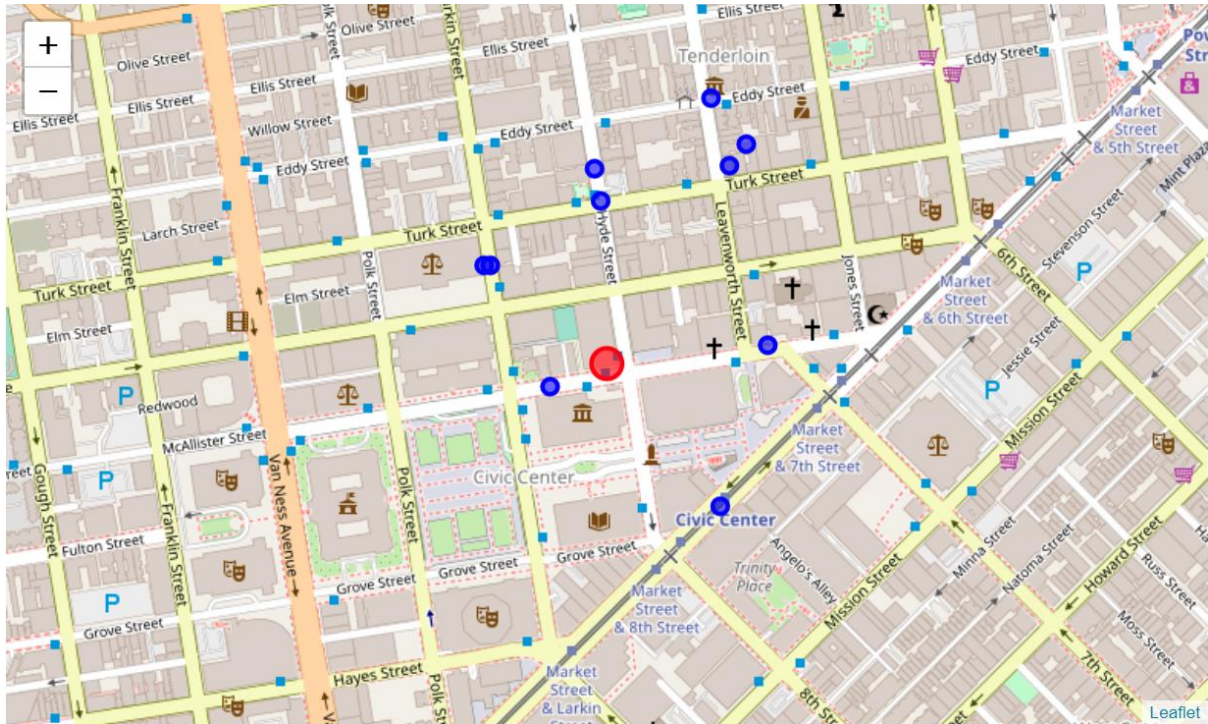 +
−
Olive Street
Olive Street
Ellis Street
Ellis Street
Ellis Street
Ellis Street
Willow Street
Eddy Street
Eddy Street
Eddy Street
Eddy Street
Tenderloin
Market
Street
& 5th Street
Mint Plaza
Stevenson Street
Larch Street
Turk Street
Turk Street
Turk Street
Franklin Street
Polk Street
Hyde Street
Leavenworth Street
Jones Street
6th Street
Market
Street
& 6th Street
Elm Street
Elm Street
Jessie Street
P
P
P
P
P
Redwood
McAllister Street
Mission Street
Market
Street
& 7th Street
Gough Street
Franklin Street
Van Ness Avenue
Polk Street
Civic Center
Civic Center
Fulton Street
Grove Street
Grove Street
Grove Street
Grove Street
Trinity
Place
Angelo's Alley
Mission Street
Minna Street
Natoma Street
Howard Street
Russ Street
Moss Street
Market
Street
& 8th Street
Hayes Street
Market
Street
& Larkin
7th Street
8th Street
Leaflet